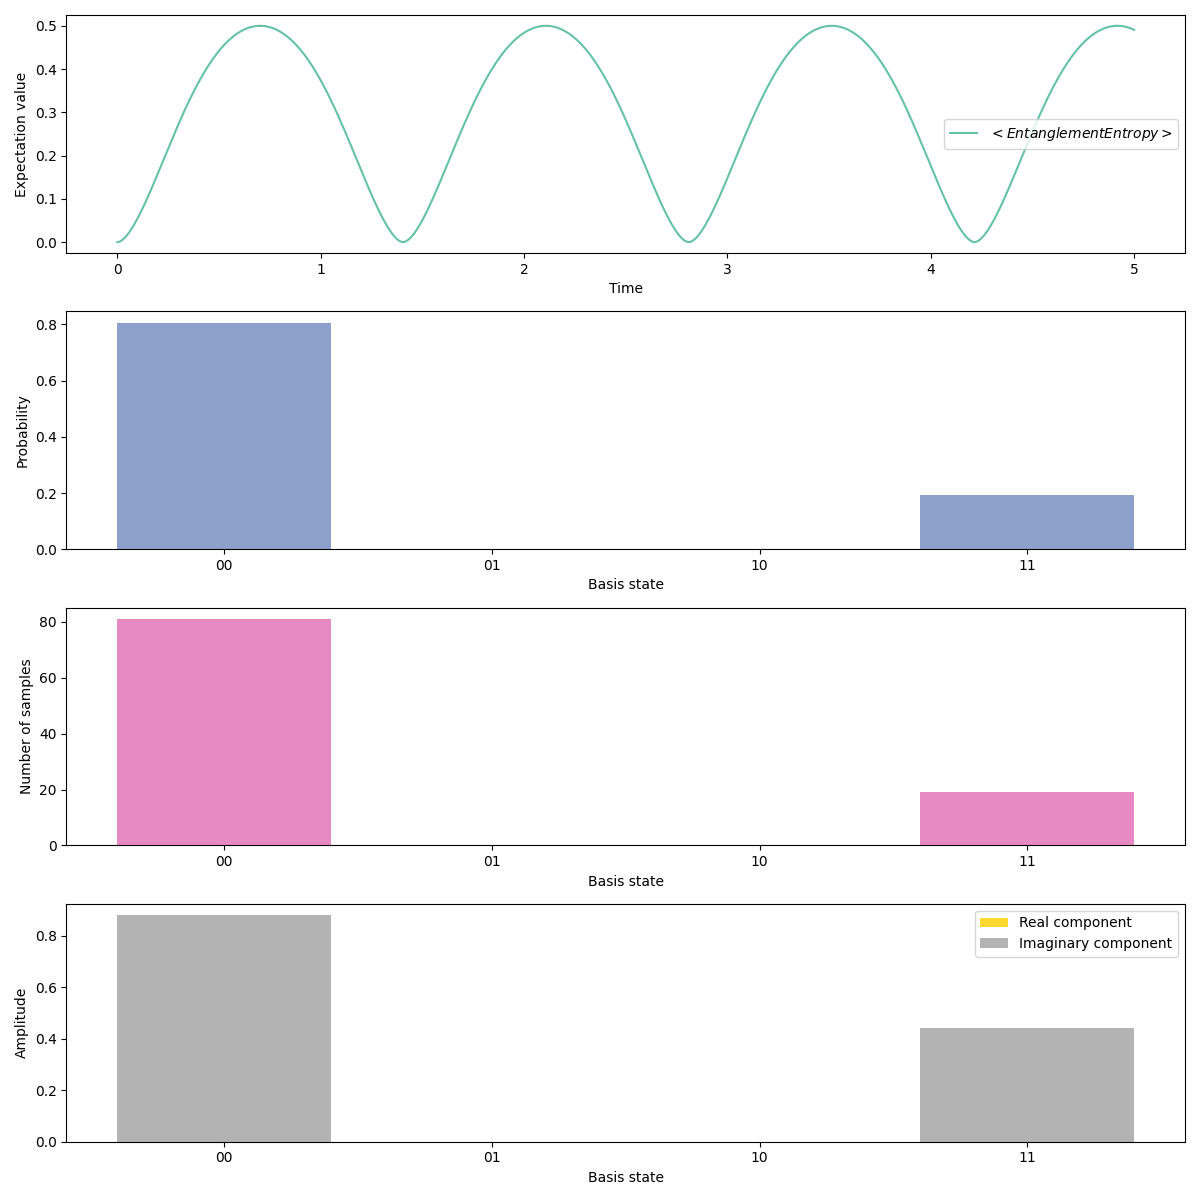 0.5
0.4
0.3
0.2
0.1
0.0
Expectation value
< EntanglementEntropy >
0 1 2 3 4 5
Time
0.8
0.6
0.4
0.2
0.0
Probability
00 01 10 11
Basis state
80
60
40
20
0
Number of samples
00 01 10 11
Basis state
0.8
0.6
0.4
0.2
0.0
Amplitude
Real component
Imaginary component
00 01 10 11
Basis state